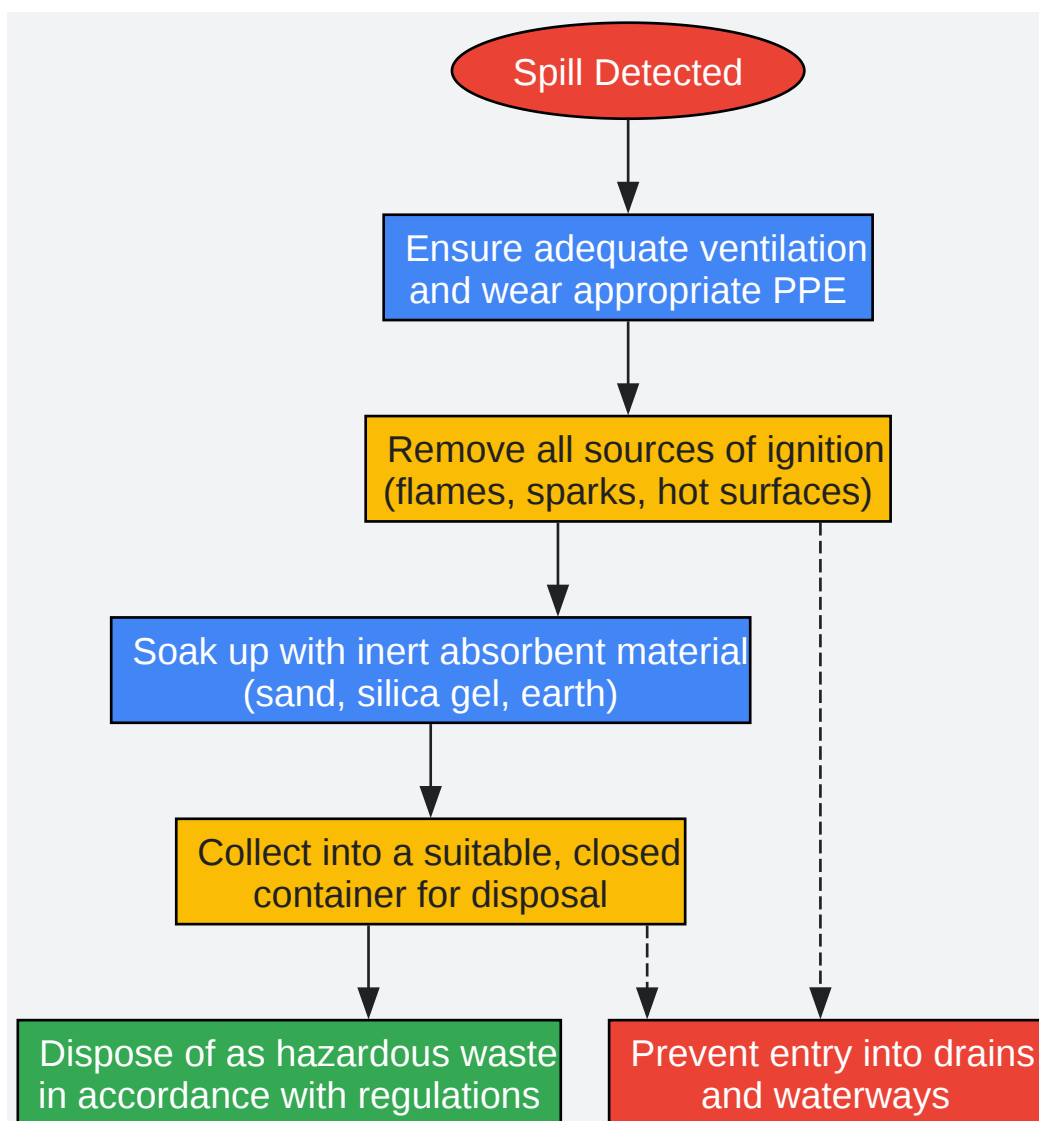 Spill Detected
Ensure adequate ventilation
and wear appropriate PPE
Remove all sources of ignition
(flames, sparks, hot surfaces)
Soak up with inert absorbent material
(sand, silica gel, earth)
Collect into a suitable, closed
container for disposal
Dispose of as hazardous waste
in accordance with regulations
Prevent entry into drains
and waterways